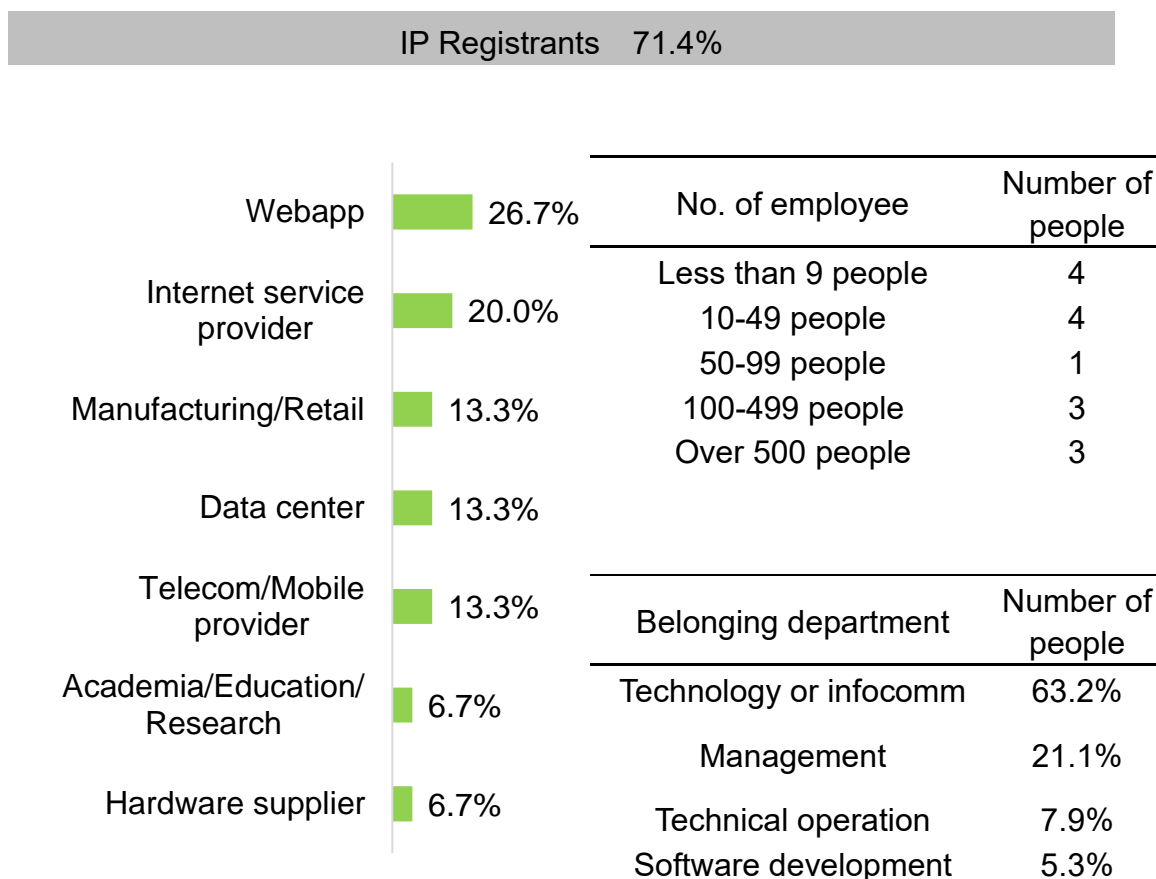 IP Registrants 71.4%
Webapp 26.7%
Internet service
provider 20.0%
Manufacturing/Retail 13.3%
Data center 13.3%
Telecom/Mobile
provider 13.3%
Academia/Education/
Research 6.7%
Hardware supplier 6.7%
No. of employee Number of
people
Less than 9 people 4
10-49 people 4
50-99 people 1
100-499 people 3
Over 500 people 3
Belonging department Number of
people
Technology or infocomm 63.2%
Management 21.1%
Technical operation 7.9%
Software development 5.3%